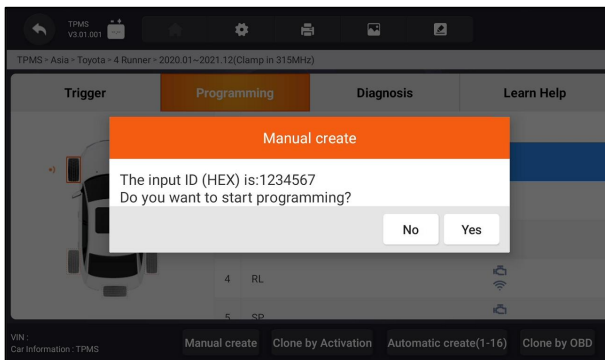 TPMS
V3.01.001
TPMS > Asia > Toyota > 4 Runner > 2020.01~2021.12(Clamp in 315MHz)
Trigger Programming Diagnosis Learn Help
Manual create
The input ID (HEX) is:1234567
Do you want to start programming?
No Yes
4 RL
5 SP
VIN :
Car Information : TPMS
Manual create Clone by Activation Automatic create(1-16) Clone by OBD